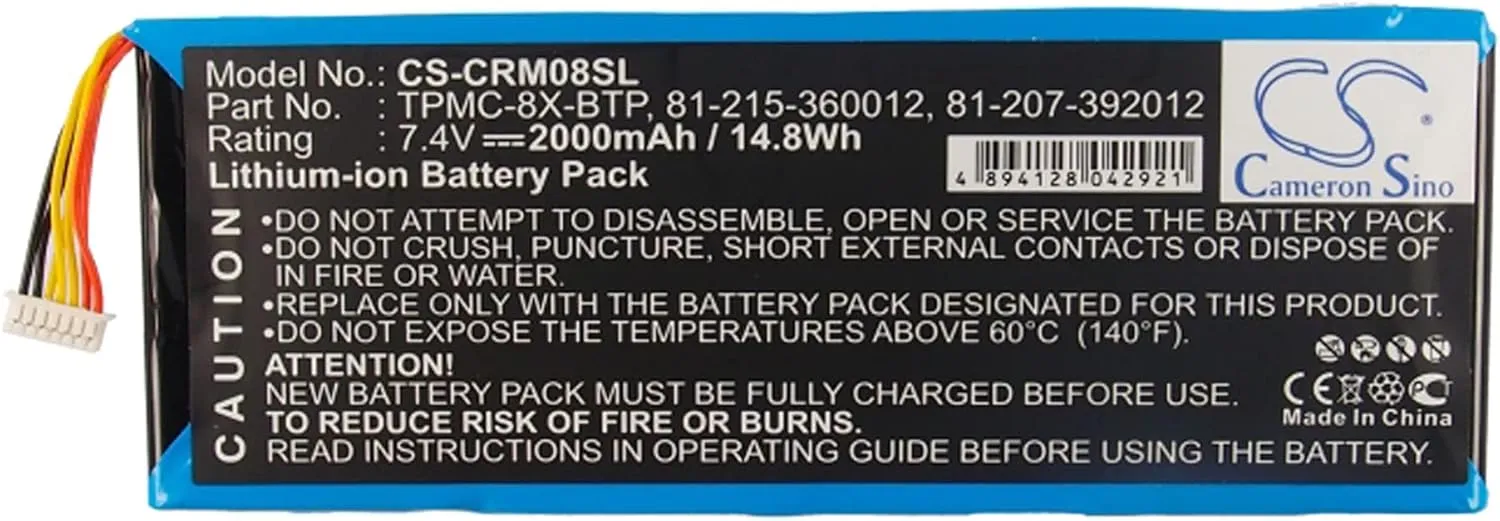 Model No.: CS-CRM08SL
Part No. : TPMC-8X-BTP, 81-215-360012, 81-207-392012
Rating : 7.4V 2000mAh / 14.8Wh
Lithium-ion Battery Pack
4 894128 042921
CS
Cameron Sino
CAUTION
•DO NOT ATTEMPT TO DISASSEMBLE, OPEN OR SERVICE THE BATTERY PACK.
•DO NOT CRUSH, PUNCTURE, SHORT EXTERNAL CONTACTS OR DISPOSE OF
IN FIRE OR WATER.
•REPLACE ONLY WITH THE BATTERY PACK DESIGNATED FOR THIS PRODUCT.
•DO NOT EXPOSE THE TEMPERATURES ABOVE 60°C (140°F).
ATTENTION!
NEW BATTERY PACK MUST BE FULLY CHARGED BEFORE USE.
TO REDUCE RISK OF FIRE OR BURNS.
READ INSTRUCTIONS IN OPERATING GUIDE BEFORE USING THE BATTERY.
CE
Made In China